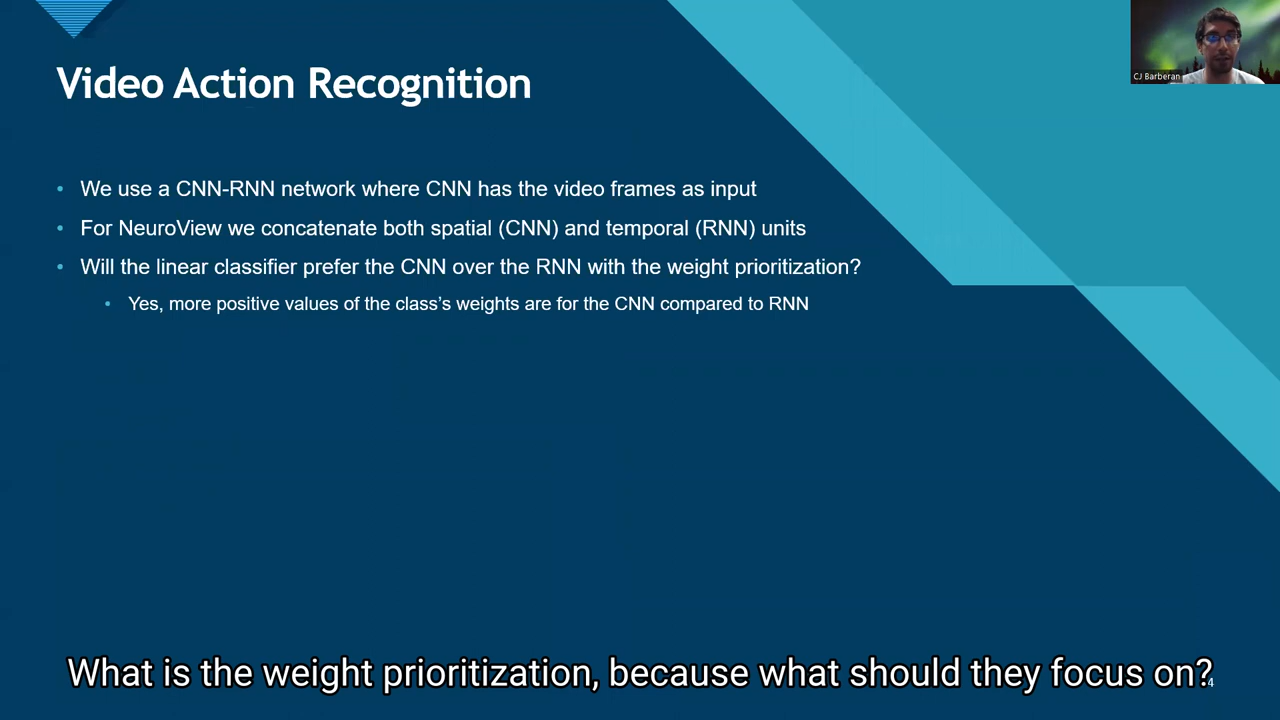 Video Action Recognition
CJ Barberan
• We use a CNN-RNN network where CNN has the video frames as input
• For NeuroView we concatenate both spatial (CNN) and temporal (RNN) units
• Will the linear classifier prefer the CNN over the RNN with the weight prioritization?
• Yes, more positive values of the class's weights are for the CNN compared to RNN
What is the weight prioritization, because what should they focus on?
4